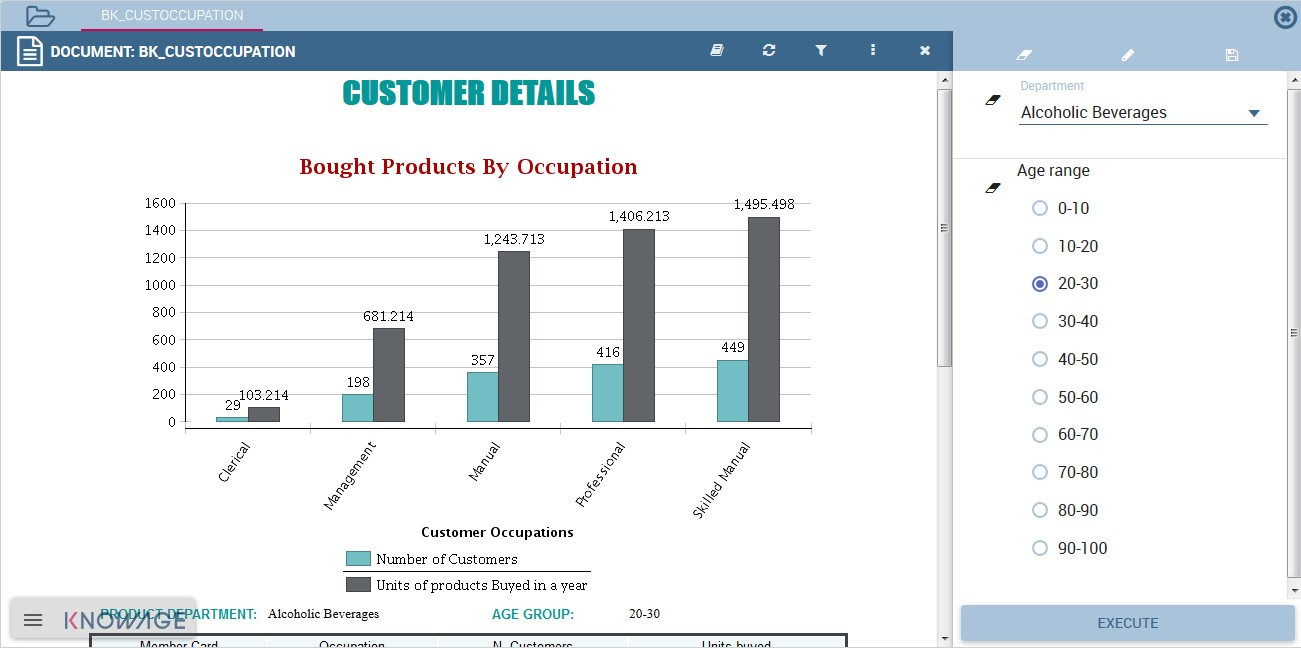 BK_CUSTOCCUPATION
DOCUMENT: BK_CUSTOCCUPATION
CUSTOMER DETAILS
Bought Products By Occupation
1600
1400
1200
1000
800
600
400
200
0
29
103.214
198
681.214
357
1,243.713
416
1,406.213
449
1,495.498
Clerical
Management
Manual
Professional
Skilled Manual
Customer Occupations
Number of Customers
Units of products Buyed in a year
PRODUCT DEPARTMENT: Alcoholic Beverages AGE GROUP: 20-30
KNOWAGE
Member Card Occupation N. Customers Units buyed
Department
Alcoholic Beverages
Age range
0-10
10-20
20-30
30-40
40-50
50-60
60-70
70-80
80-90
90-100
EXECUTE